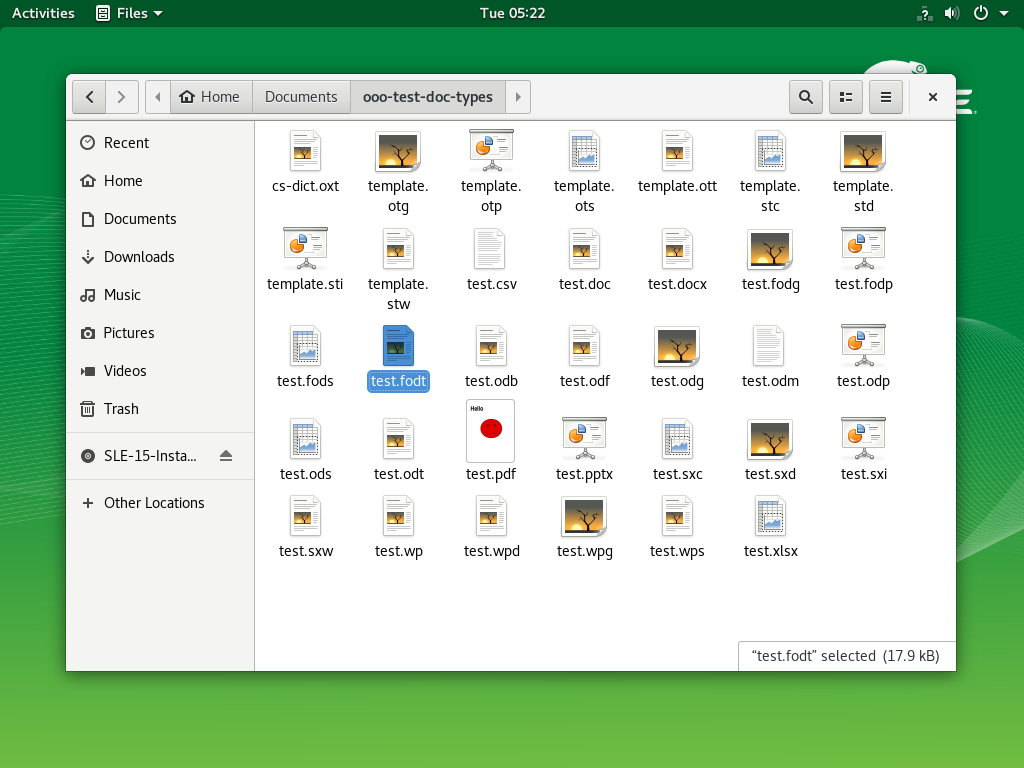 Activities Files Tue 05:22
Home Documents ooo-test-doc-types
Recent
Home
Documents
Downloads
Music
Pictures
Videos
Trash
SLE-15-Insta...
Other Locations
cs-dict.oxt template. template. template. template.ott template. template.
otg otp ots stc std
template.sti template. test.csv test.doc test.docx test.fodg test.fodp
stw
test.fods test.fodt test.odb test.odf test.odg test.odm test.odp
Hello
test.ods test.odt test.pdf test.pptx test.sxc test.sxd test.sxi
test.sxw test.wp test.wpd test.wpg test.wps test.xlsx
“test.fodt” selected (17.9 kB)